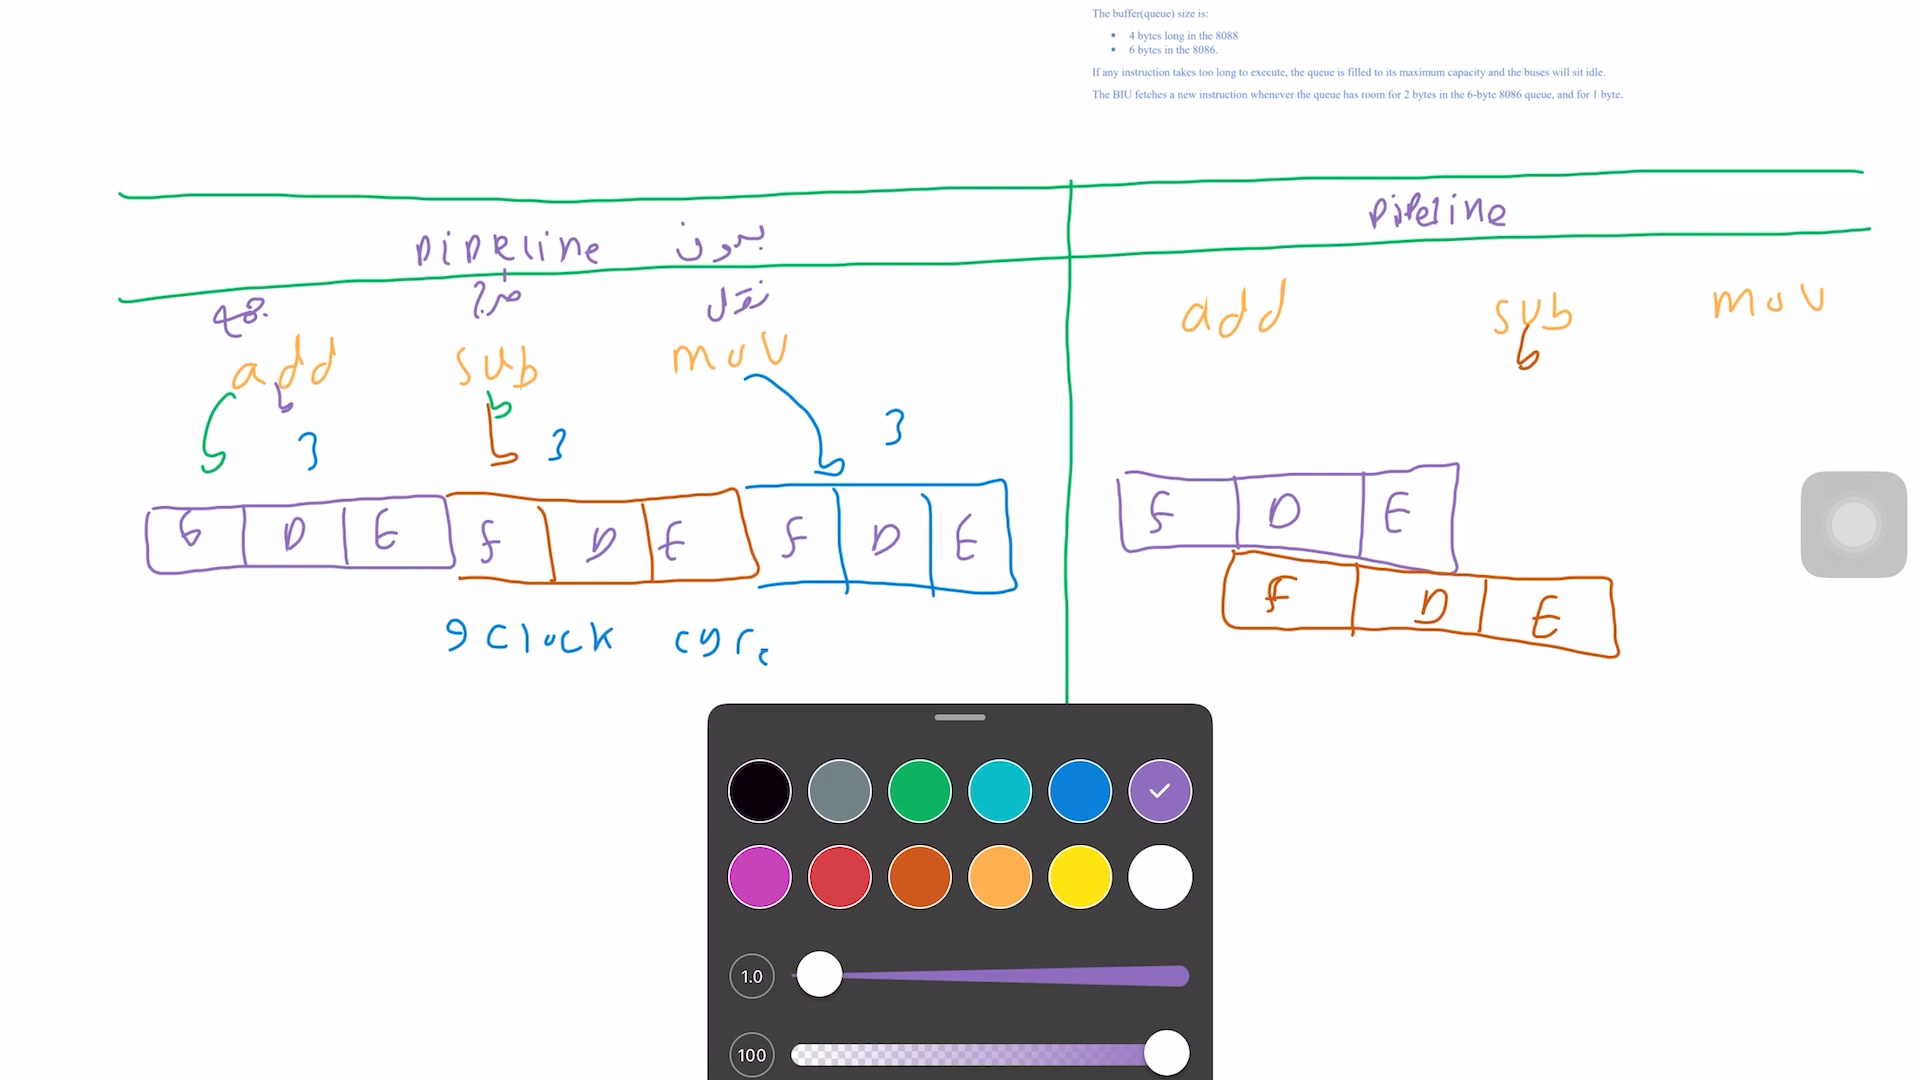 The buffer(queue) size is:
• 4 bytes long in the 8088
• 6 bytes in the 8086.
If any instruction takes too long to execute, the queue is filled to its maximum capacity and the buses will sit idle.
The BIU fetches a new instruction whenever the queue has room for 2 bytes in the 6-byte 8086 queue, and for 1 byte.
pipeline
بدون pipeline
نقل
add sub mov
add sub mov
3 3 3
F D E
D E F D E F D E
F D E
9 Clock
1.0
100